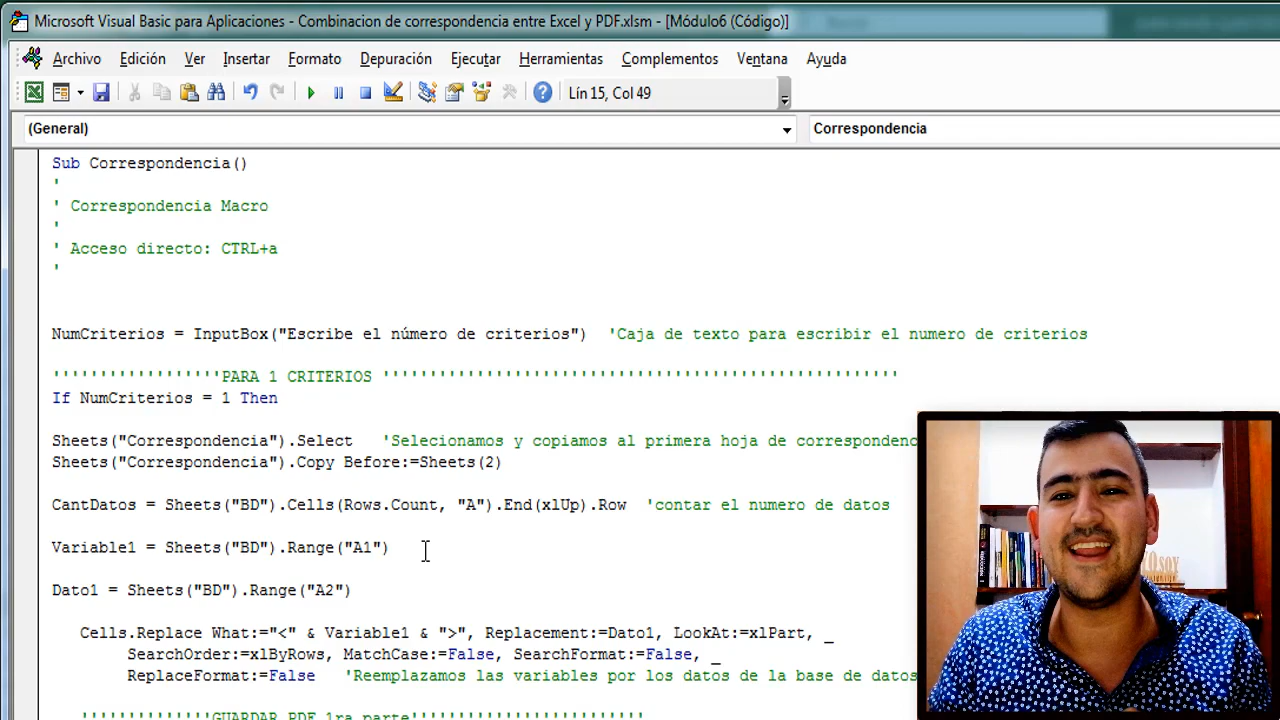 Microsoft Visual Basic para Aplicaciones - Combinacion de correspondencia entre Excel y PDF.xlsm - [Módulo6 (Código)]
Archivo Edición Ver Insertar Formato Depuración Ejecutar Herramientas Complementos Ventana Ayuda
Lín 15, Col 49
(General) Correspondencia
Sub Correspondencia()
'
' Correspondencia Macro
'
' Acceso directo: CTRL+a
'
NumCriterios = InputBox("Escribe el número de criterios") 'Caja de texto para escribir el numero de criterios
''''''''''''''''''PARA 1 CRITERIOS '''''''''''''''''''''''''''''''''''''''''''''''''''''''
If NumCriterios = 1 Then
Sheets("Correspondencia").Select 'Selecionamos y copiamos al primera hoja de correspondenc
Sheets("Correspondencia").Copy Before:=Sheets(2)
CantDatos = Sheets("BD").Cells(Rows.Count, "A").End(xlUp).Row 'contar el numero de datos
Variable1 = Sheets("BD").Range("A1")
Dato1 = Sheets("BD").Range("A2")
Cells.Replace What:="<" & Variable1 & ">", Replacement:=Dato1, LookAt:=xlPart, _
SearchOrder:=xlByRows, MatchCase:=False, SearchFormat:=False, _
ReplaceFormat:=False 'Reemplazamos las variables por los datos de la base de datos
''''''''''''''GUARDAR PDF 1ra parte'''''''''''''''''''''''''